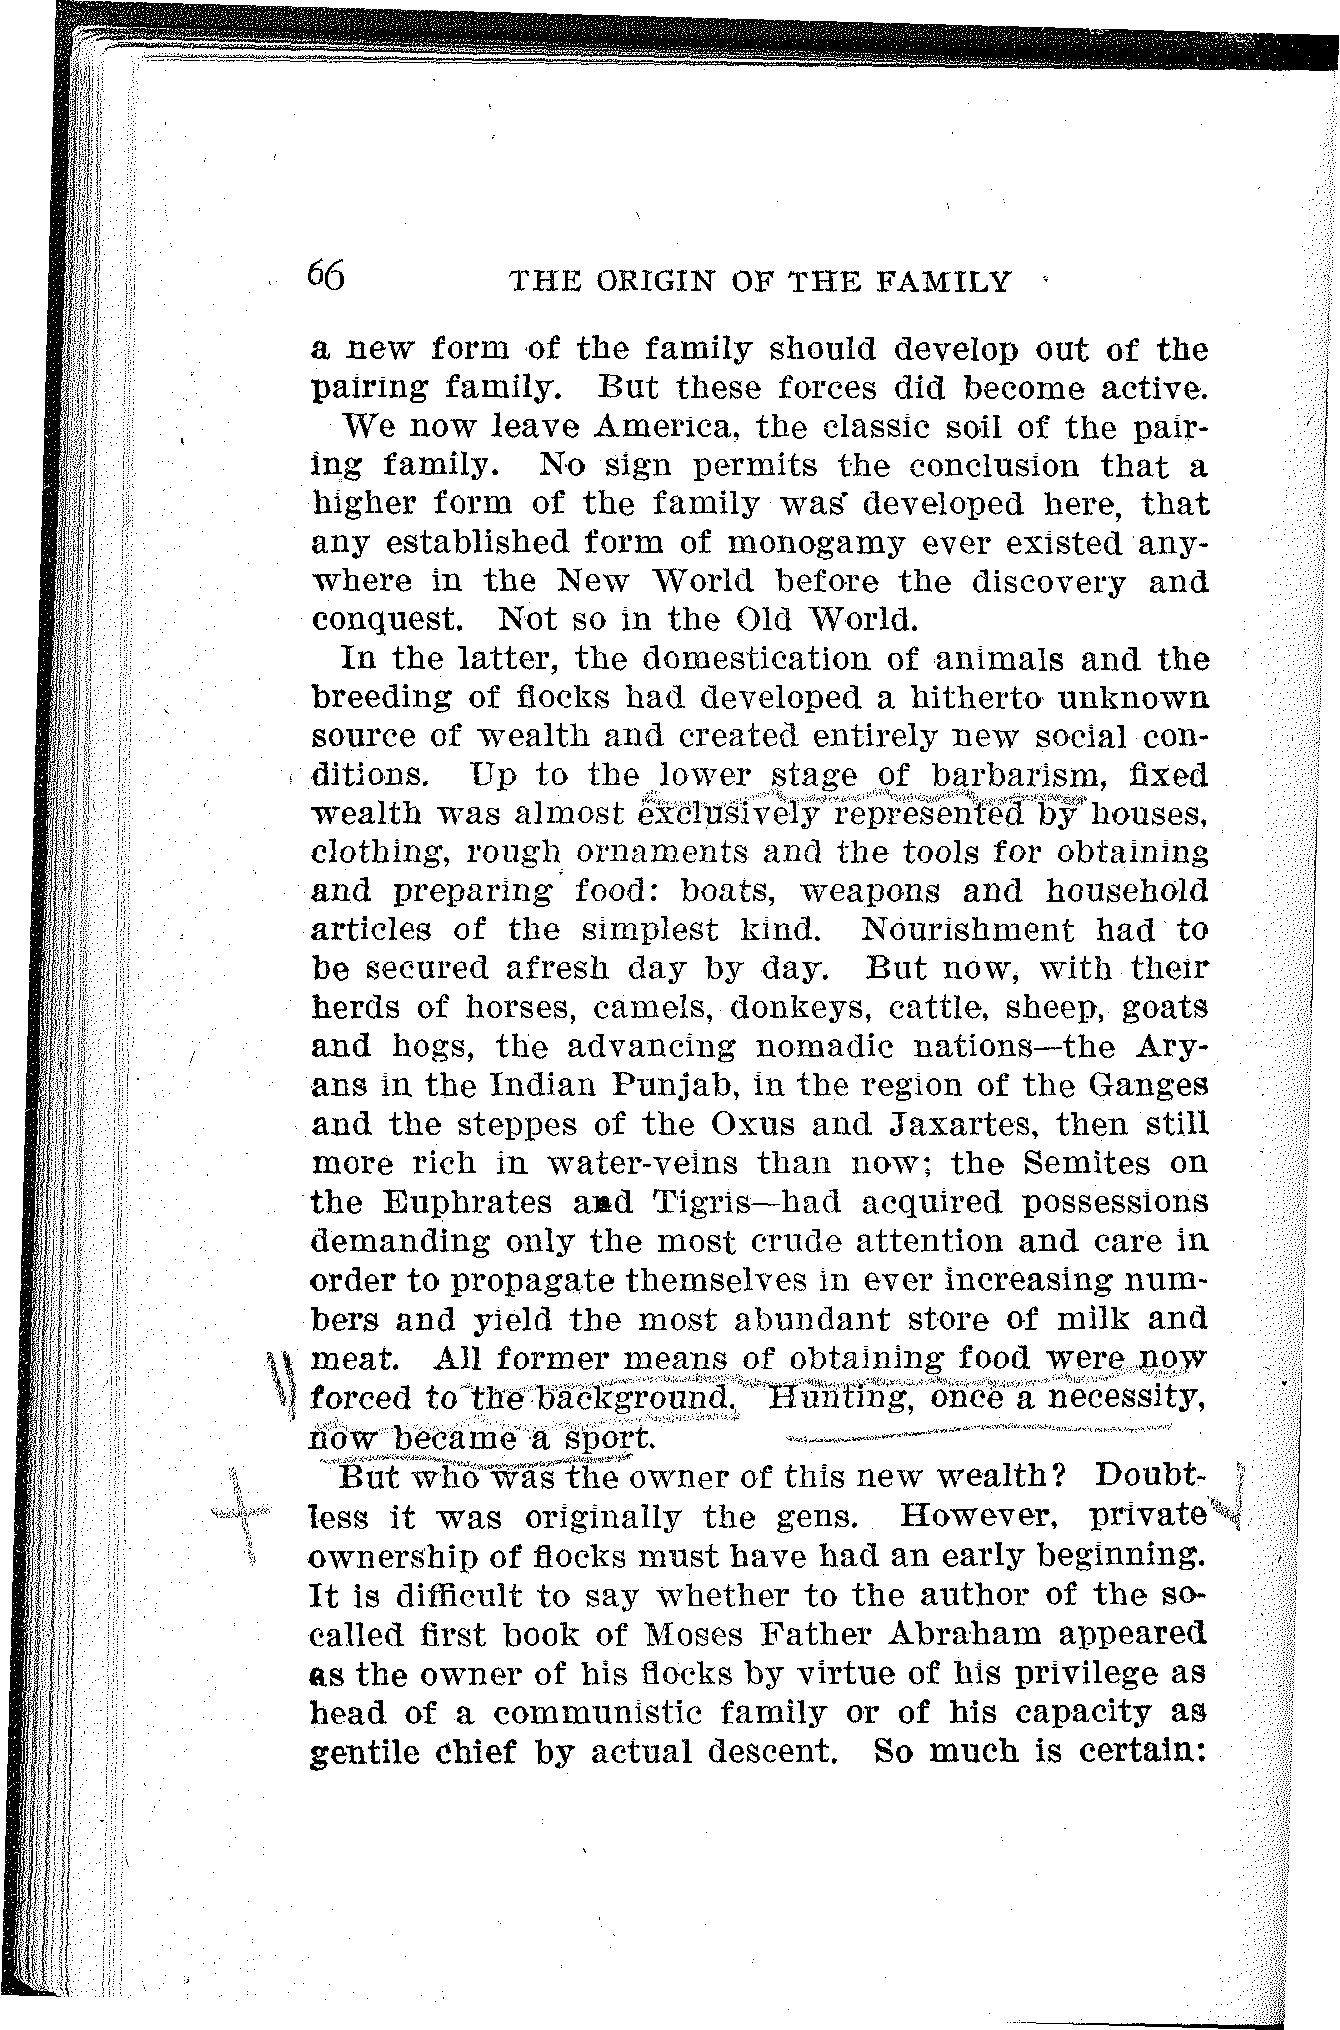 66 THE ORIGIN OF THE FAMILY
a new form of the family should develop out of the
pairing family. But these forces did become active.
We now leave America, the classic soil of the pair-
ing family. No sign permits the conclusion that a
higher form of the family was developed here, that
any established form of monogamy ever existed any-
where in the New World before the discovery and
conquest. Not so in the Old World.
In the latter, the domestication of animals and the
breeding of flocks had developed a hitherto unknown
source of wealth and created entirely new social con-
ditions. Up to the lower stage of barbarism, fixed
wealth was almost exclusively represented by houses,
clothing, rough ornaments and the tools for obtaining
and preparing food: boats, weapons and household
articles of the simplest kind. Nourishment had to
be secured afresh day by day. But now, with their
herds of horses, camels, donkeys, cattle, sheep, goats
and hogs, the advancing nomadic nations—the Ary-
ans in the Indian Punjab, in the region of the Ganges
and the steppes of the Oxus and Jaxartes, then still
more rich in water-veins than now; the Semites on
the Euphrates and Tigris—had acquired possessions
demanding only the most crude attention and care in
order to propagate themselves in ever increasing num-
bers and yield the most abundant store of milk and
meat. All former means of obtaining food were now
forced to the background. Hunting, once a necessity,
now became a sport.
But who was the owner of this new wealth? Doubt-
less it was originally the gens. However, private
ownership of flocks must have had an early beginning.
It is difficult to say whether to the author of the so-
called first book of Moses Father Abraham appeared
as the owner of his flocks by virtue of his privilege as
head of a communistic family or of his capacity as
gentile chief by actual descent. So much is certain: